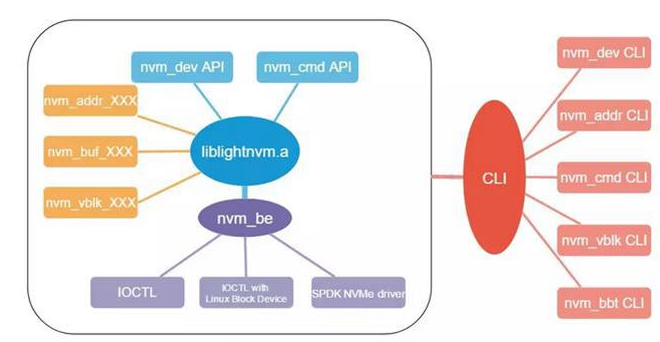 nvm_dev API
nvm_cmd API
nvm_addr_XXX
nvm_buf_XXX
nvm_vblk_XXX
liblightnvm.a
nvm_be
IOCTL
IOCTL with
Linux Block Device
SPDK NVMe driver
CLI
nvm_dev CLI
nvm_addr CLI
nvm_cmd CLI
nvm_vblk CLI
nvm_bbt CLI